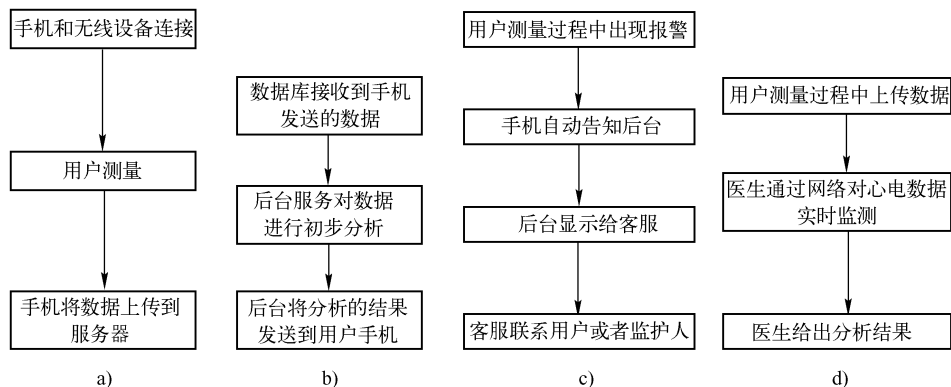 手机和无线设备连接
用户测量
手机将数据上传到
服务器
a)
数据库接收到手机
发送的数据
后台服务对数据
进行初步分析
后台将分析的结果
发送到用户手机
b)
用户测量过程中出现报警
手机自动告知后台
后台显示给客服
客服联系用户或者监护人
c)
用户测量过程中上传数据
医生通过网络对心电数据
实时监测
医生给出分析结果
d)